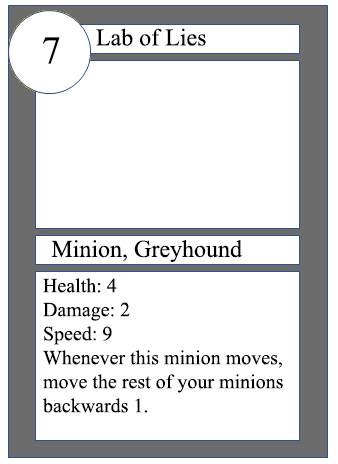 7
Lab of Lies
Minion, Greyhound
Health: 4
Damage: 2
Speed: 9
Whenever this minion moves,
move the rest of your minions
backwards 1.